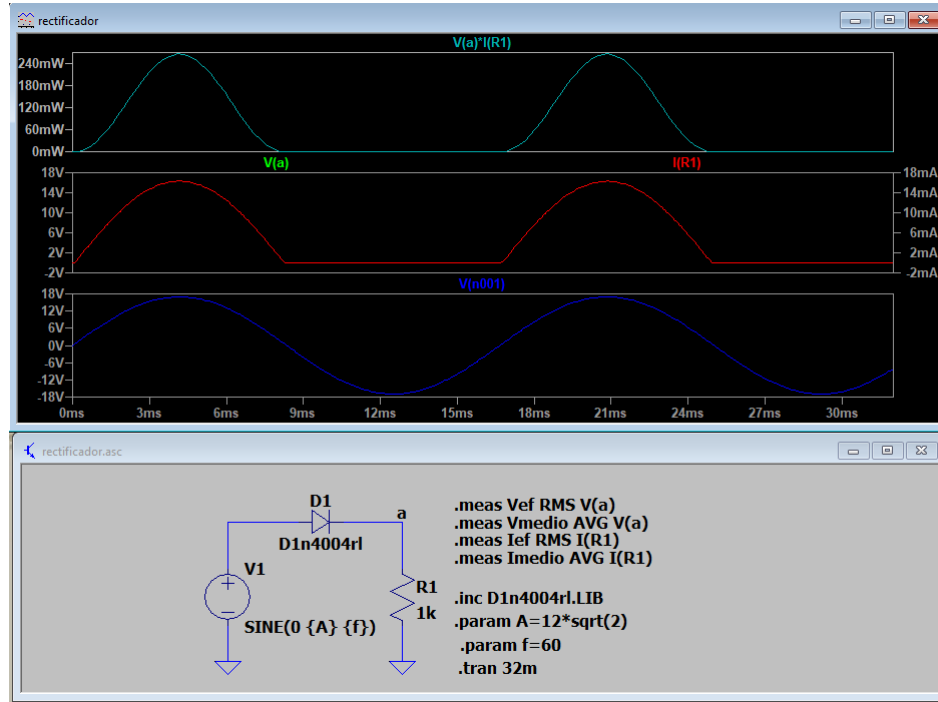 rectificador
V(a)*I(R1)
240mW
180mW
120mW
60mW
0mW
V(a) I(R1)
18V 18mA
14V 14mA
10V 10mA
6V 6mA
2V 2mA
-2V -2mA
V(n001)
18V
12V
6V
0V
-6V
-12V
-18V
0ms 3ms 6ms 9ms 12ms 15ms 18ms 21ms 24ms 27ms 30ms
rectificador.asc
D1
a
D1n4004rl
V1
SINE(0 {A} {f})
R1
1k
.meas Vef RMS V(a)
.meas Vmedio AVG V(a)
.meas Ief RMS I(R1)
.meas Imedio AVG I(R1)
.inc D1n4004rl.LIB
.param A=12*sqrt(2)
.param f=60
.tran 32m